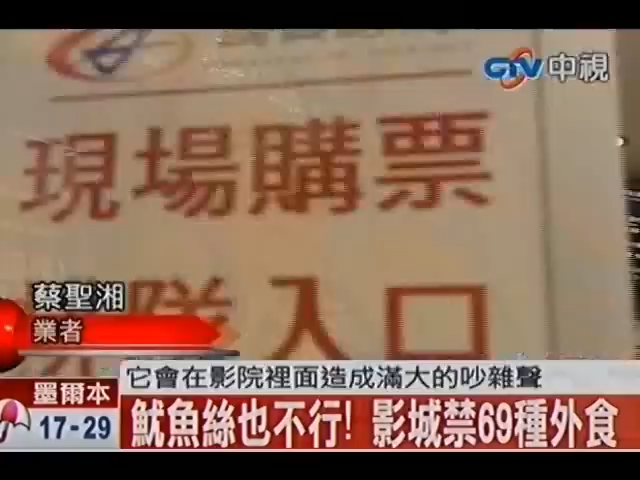 CTV中視
現場購票
隊入口
蔡聖湘
業者
它會在影院裡面造成滿大的吵雜聲
墨爾本
17-29
魷魚絲也不行! 影城禁69種外食